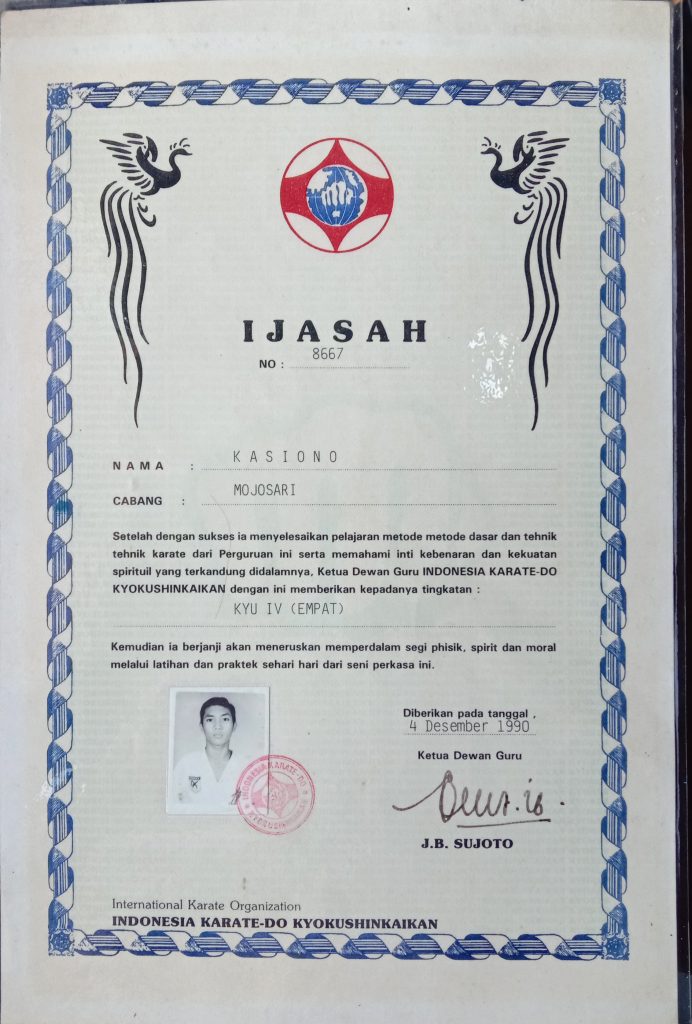 IJASAH
NO : 8667
NAMA : KASIONO
CABANG : MOJOSARI
Setelah dengan sukses ia menyelesaikan pelajaran metode metode dasar dan tehnik
tehnik karate dari Perguruan ini serta memahami inti kebenaran dan kekuatan
spirituil yang terkandung didalamnya, Ketua Dewan Guru INDONESIA KARATE-DO
KYOKUSHINKAIKAN dengan ini memberikan kepadanya tingkatan :
KYU IV (EMPAT)
Kemudian ia berjanji akan meneruskan memperdalam segi phisik, spirit dan moral
melalui latihan dan praktek sehari hari dari seni perkasa ini.
Diberikan pada tanggal ,
4 Desember 1990
Ketua Dewan Guru
INDONESIA KARATE-DO
KYOKUSHINKAIKAN
J.B. SUJOTO
International Karate Organization
INDONESIA KARATE-DO KYOKUSHINKAIKAN